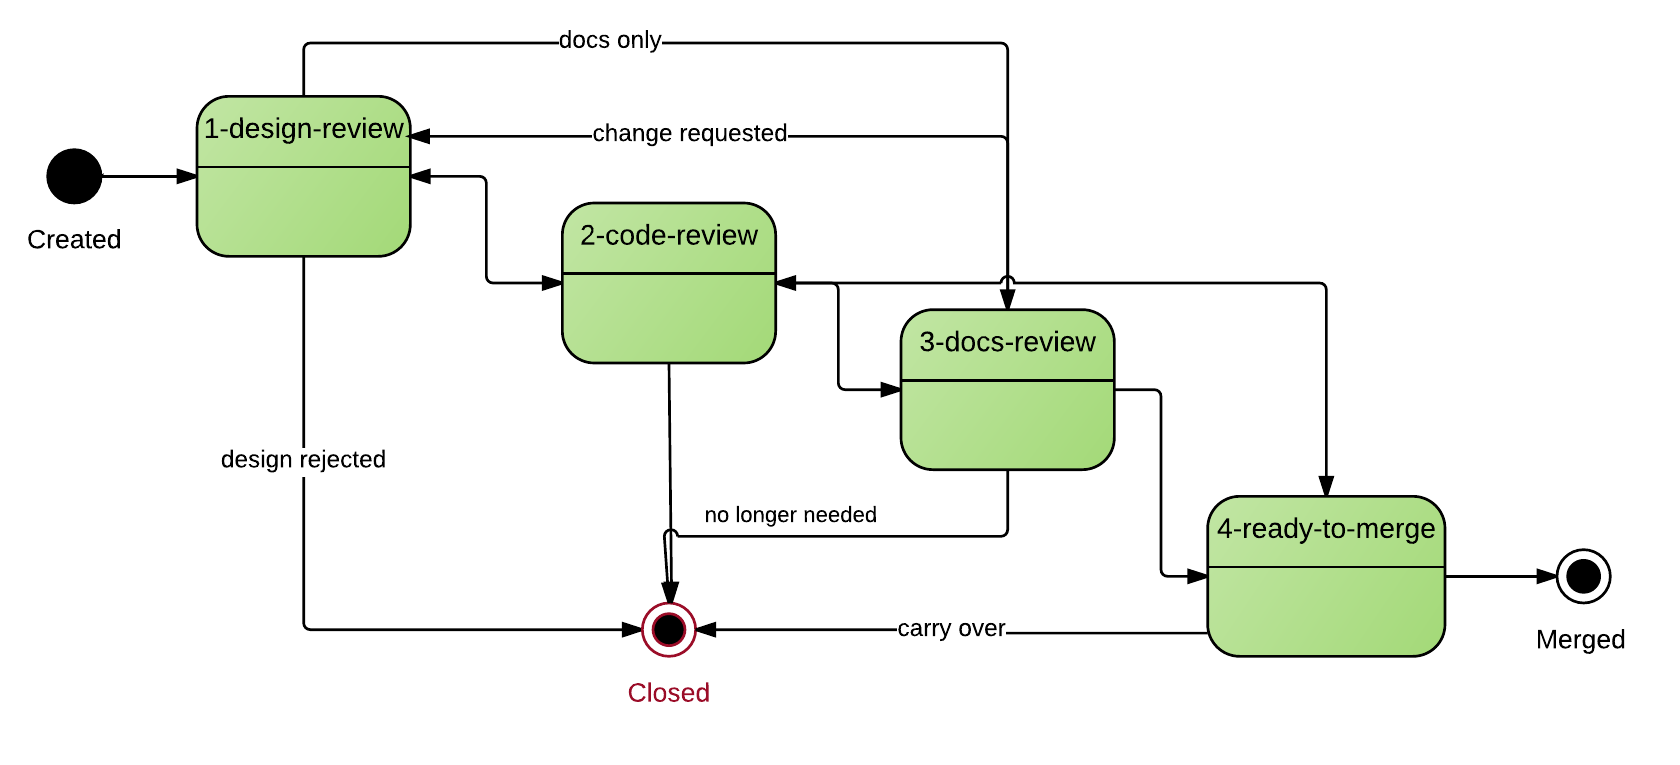 docs only
1-design-review
change requested
Created
2-code-review
3-docs-review
design rejected
no longer needed
4-ready-to-merge
carry over
Merged
Closed